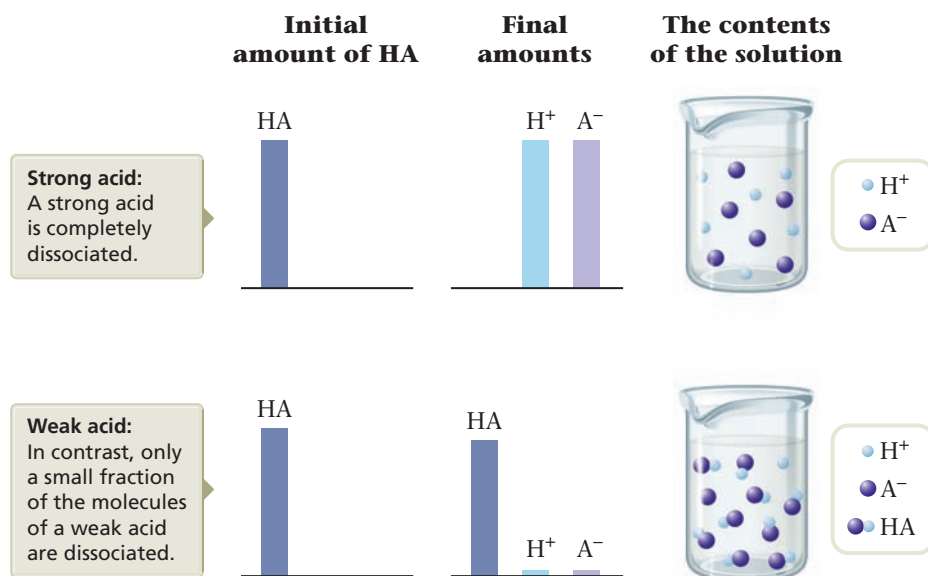 Initial
amount of HA
Final
amounts
The contents
of the solution
Strong acid:
A strong acid
is completely
dissociated.
HA
H⁺ A⁻
H⁺
A⁻
Weak acid:
In contrast, only
a small fraction
of the molecules
of a weak acid
are dissociated.
HA
HA
H⁺ A⁻
H⁺
A⁻
HA